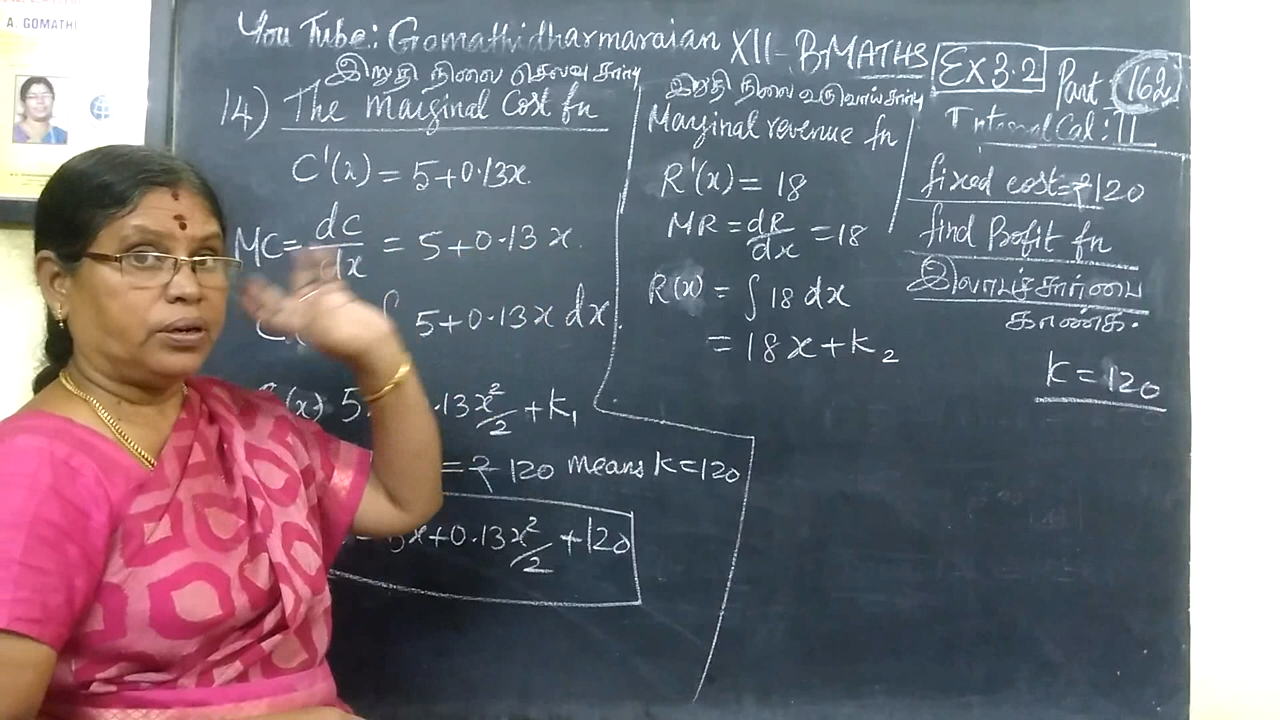 A. GOMATHI
You Tube: Gomathidharmaraian XII - BMATHS Ex 3.2 Part : 162
Integral Cal : II
இறுதி நிலை செலவு சார்பு
14) The Marginal Cost fn
C'(x) = 5+0.13x.
MC = dc/dx = 5+0.13x.
∫ 5+0.13x dx
(x) 5 .13x²/2 + k₁
= ₹ 120 means k=120
5x+0.13x²/2 +120
இறுதி நிலை வருவாய் சார்பு
Marginal revenue fn
R'(x) = 18
MR = dR/dx = 18
R(x) = ∫ 18 dx
= 18x + k₂
fixed cost = ₹120
find Profit fn
இலாபச்சார்பை
காண்க.
k = 120